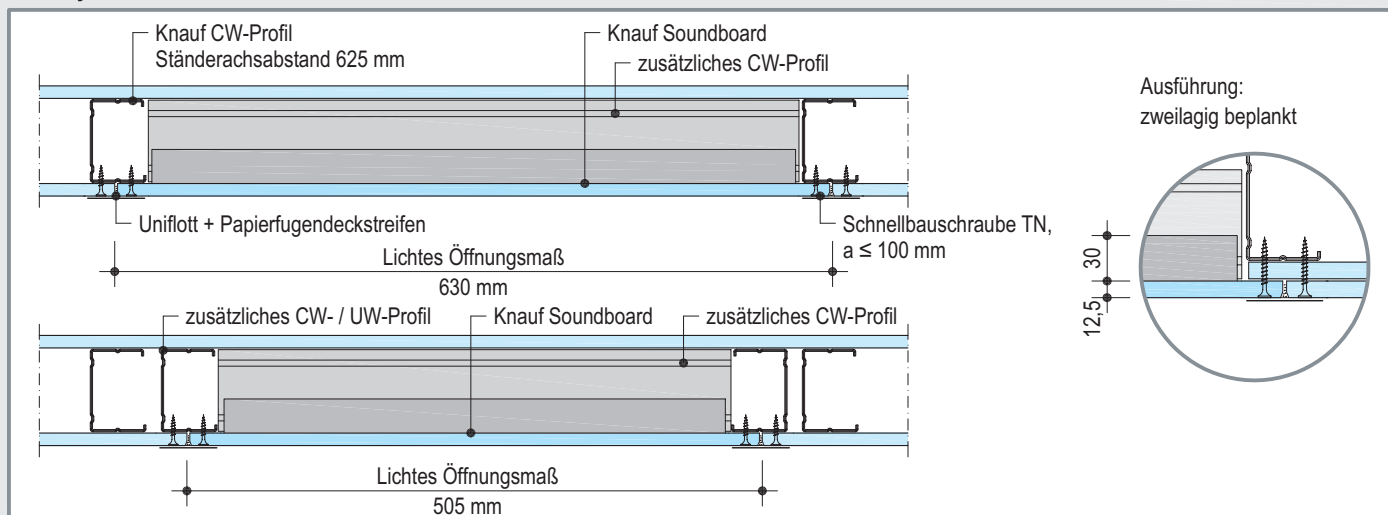 Knauf CW-Profil
Ständerachsabstand 625 mm
Knauf Soundboard
zusätzliches CW-Profil
Uniflott + Papierfugendeckstreifen
Schnellbauschraube TN,
a ≤ 100 mm
Lichtes Öffnungsmaß
630 mm
Ausführung:
zweilagig beplankt
30
12,5
zusätzliches CW- / UW-Profil
Knauf Soundboard
zusätzliches CW-Profil
Lichtes Öffnungsmaß
505 mm